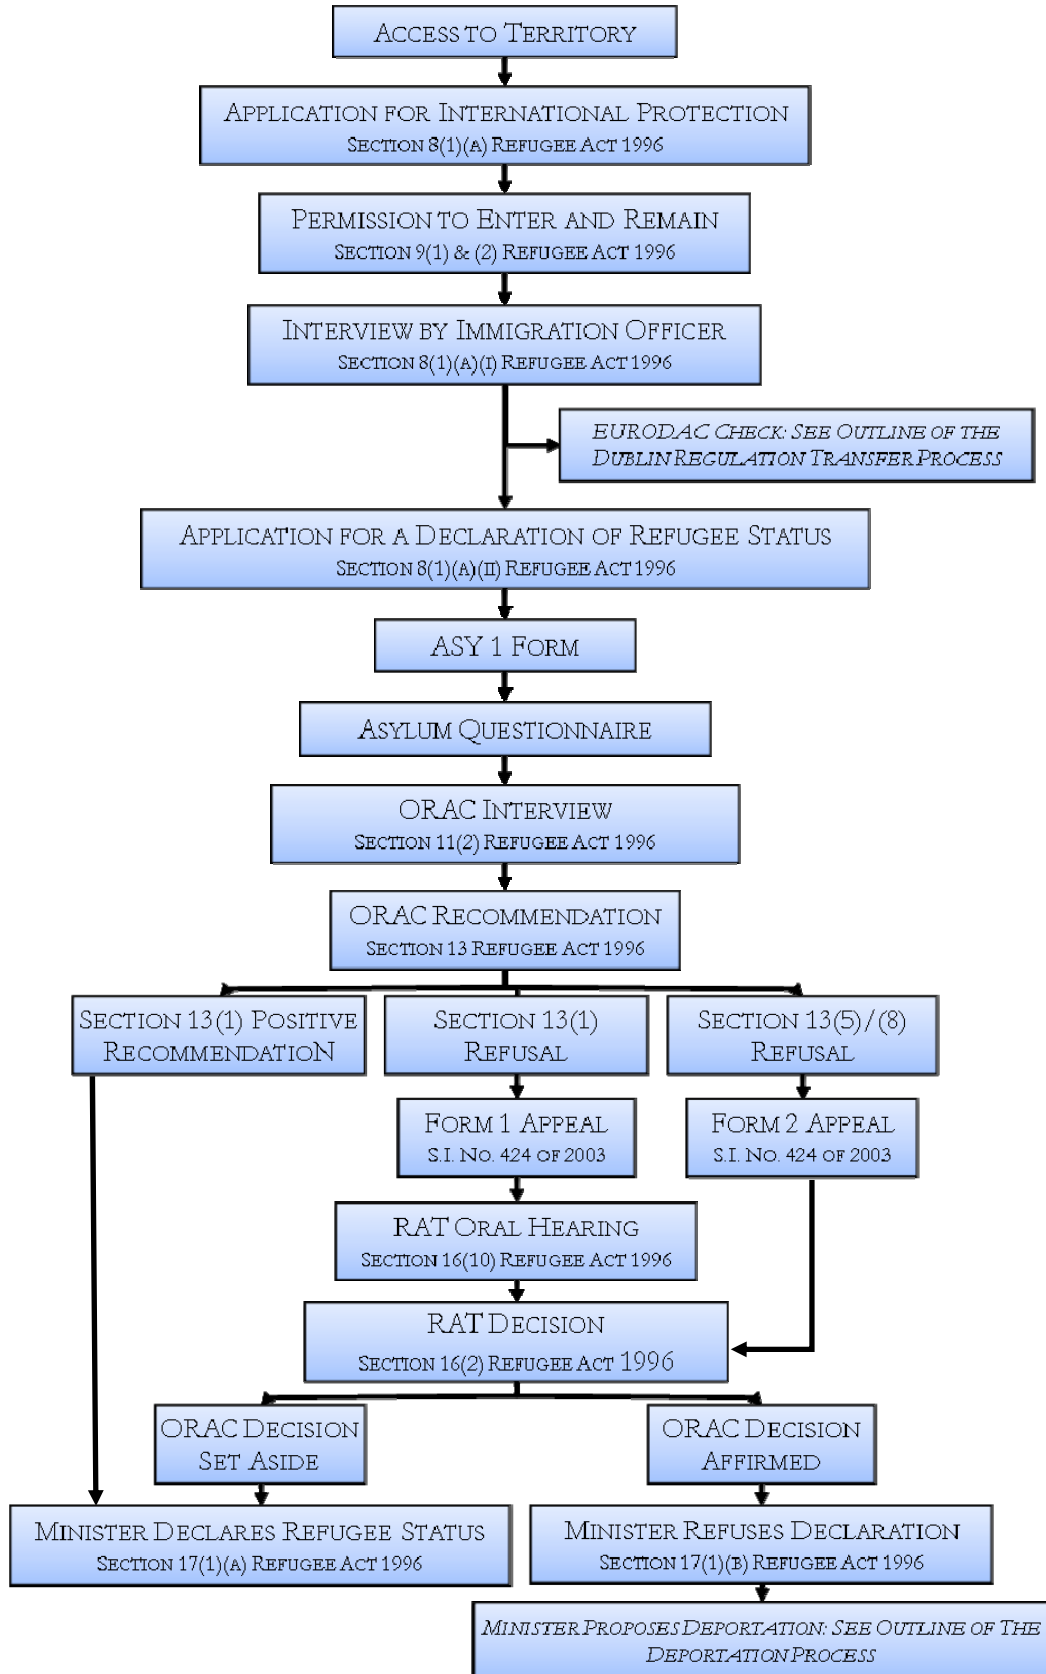 Access to Territory
Application for International Protection
Section 8(1)(a) Refugee Act 1996
Permission to Enter and Remain
Section 9(1) & (2) Refugee Act 1996
Interview by Immigration Officer
Section 8(1)(a)(i) Refugee Act 1996
EURODAC Check: See Outline of the
Dublin Regulation Transfer Process
Application for a Declaration of Refugee Status
Section 8(1)(a)(ii) Refugee Act 1996
ASY 1 Form
Asylum Questionnaire
ORAC Interview
Section 11(2) Refugee Act 1996
ORAC Recommendation
Section 13 Refugee Act 1996
Section 13(1) Positive
RecommendatioN
Section 13(1)
Refusal
Section 13(5)/(8)
Refusal
Form 1 Appeal
S.I. No. 424 of 2003
Form 2 Appeal
S.I. No. 424 of 2003
RAT Oral Hearing
Section 16(10) Refugee Act 1996
RAT Decision
Section 16(2) Refugee Act 1996
ORAC Decision
Set Aside
ORAC Decision
Affirmed
Minister Declares Refugee Status
Section 17(1)(a) Refugee Act 1996
Minister Refuses Declaration
Section 17(1)(b) Refugee Act 1996
Minister Proposes Deportation: See Outline of The
Deportation Process